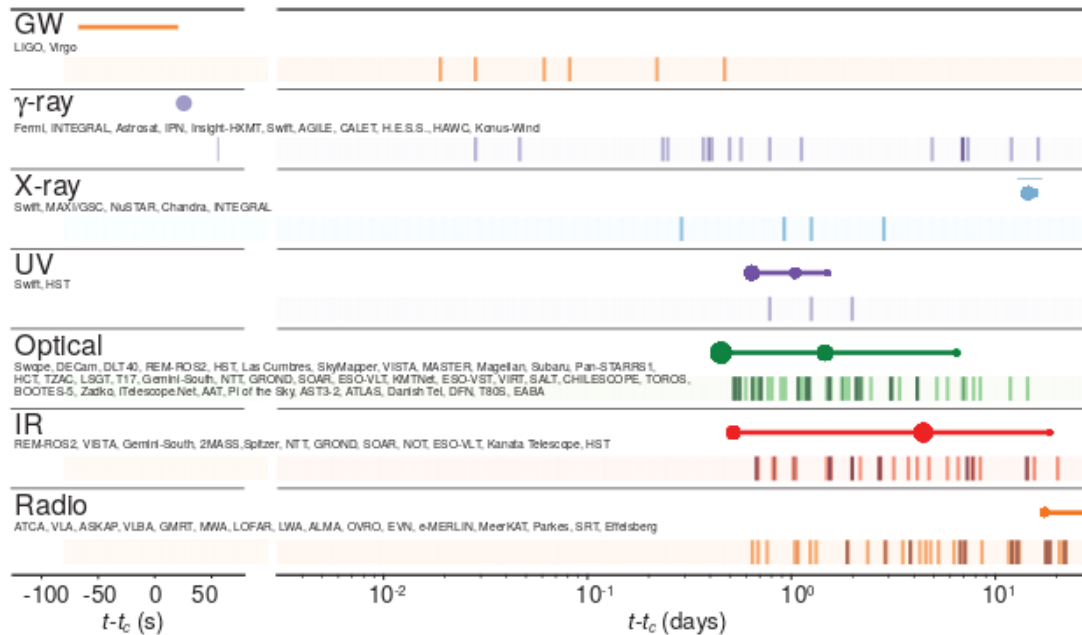 GW
LIGO, Virgo
γ-ray
Fermi, INTEGRAL, Astrosat, IPN, Insight-HXMT, Swift, AGILE, CALET, H.E.S.S., HAWC, Konus-Wind
X-ray
Swift, MAXI/GSC, NuSTAR, Chandra, INTEGRAL
UV
Swift, HST
Optical
Swope, DECam, DLT40, REM-ROS2, HST, Las Cumbres, SkyMapper, VISTA, MASTER, Magellan, Subaru, Pan-STARRS1,
HCT, TZAC, LSGT, T17, Gemini-South, NTT, GROND, SOAR, ESO-VLT, KMTNet, ESO-VST, VIRT, SALT, CHILESCOPE, TOROS,
BOOTES-5, Zadko, iTelescope.Net, AAT, Pi of the Sky, AST3-2, ATLAS, Danish Tel, DFN, T80S, EABA
IR
REM-ROS2, VISTA, Gemini-South, 2MASS,Spitzer, NTT, GROND, SOAR, NOT, ESO-VLT, Kanata Telescope, HST
Radio
ATCA, VLA, ASKAP, VLBA, GMRT, MWA, LOFAR, LWA, ALMA, OVRO, EVN, e-MERLIN, MeerKAT, Parkes, SRT, Effelsberg
-100 -50 0 50 10⁻² 10⁻¹ 10⁰ 10¹
t-t_c (s) t-t_c (days)